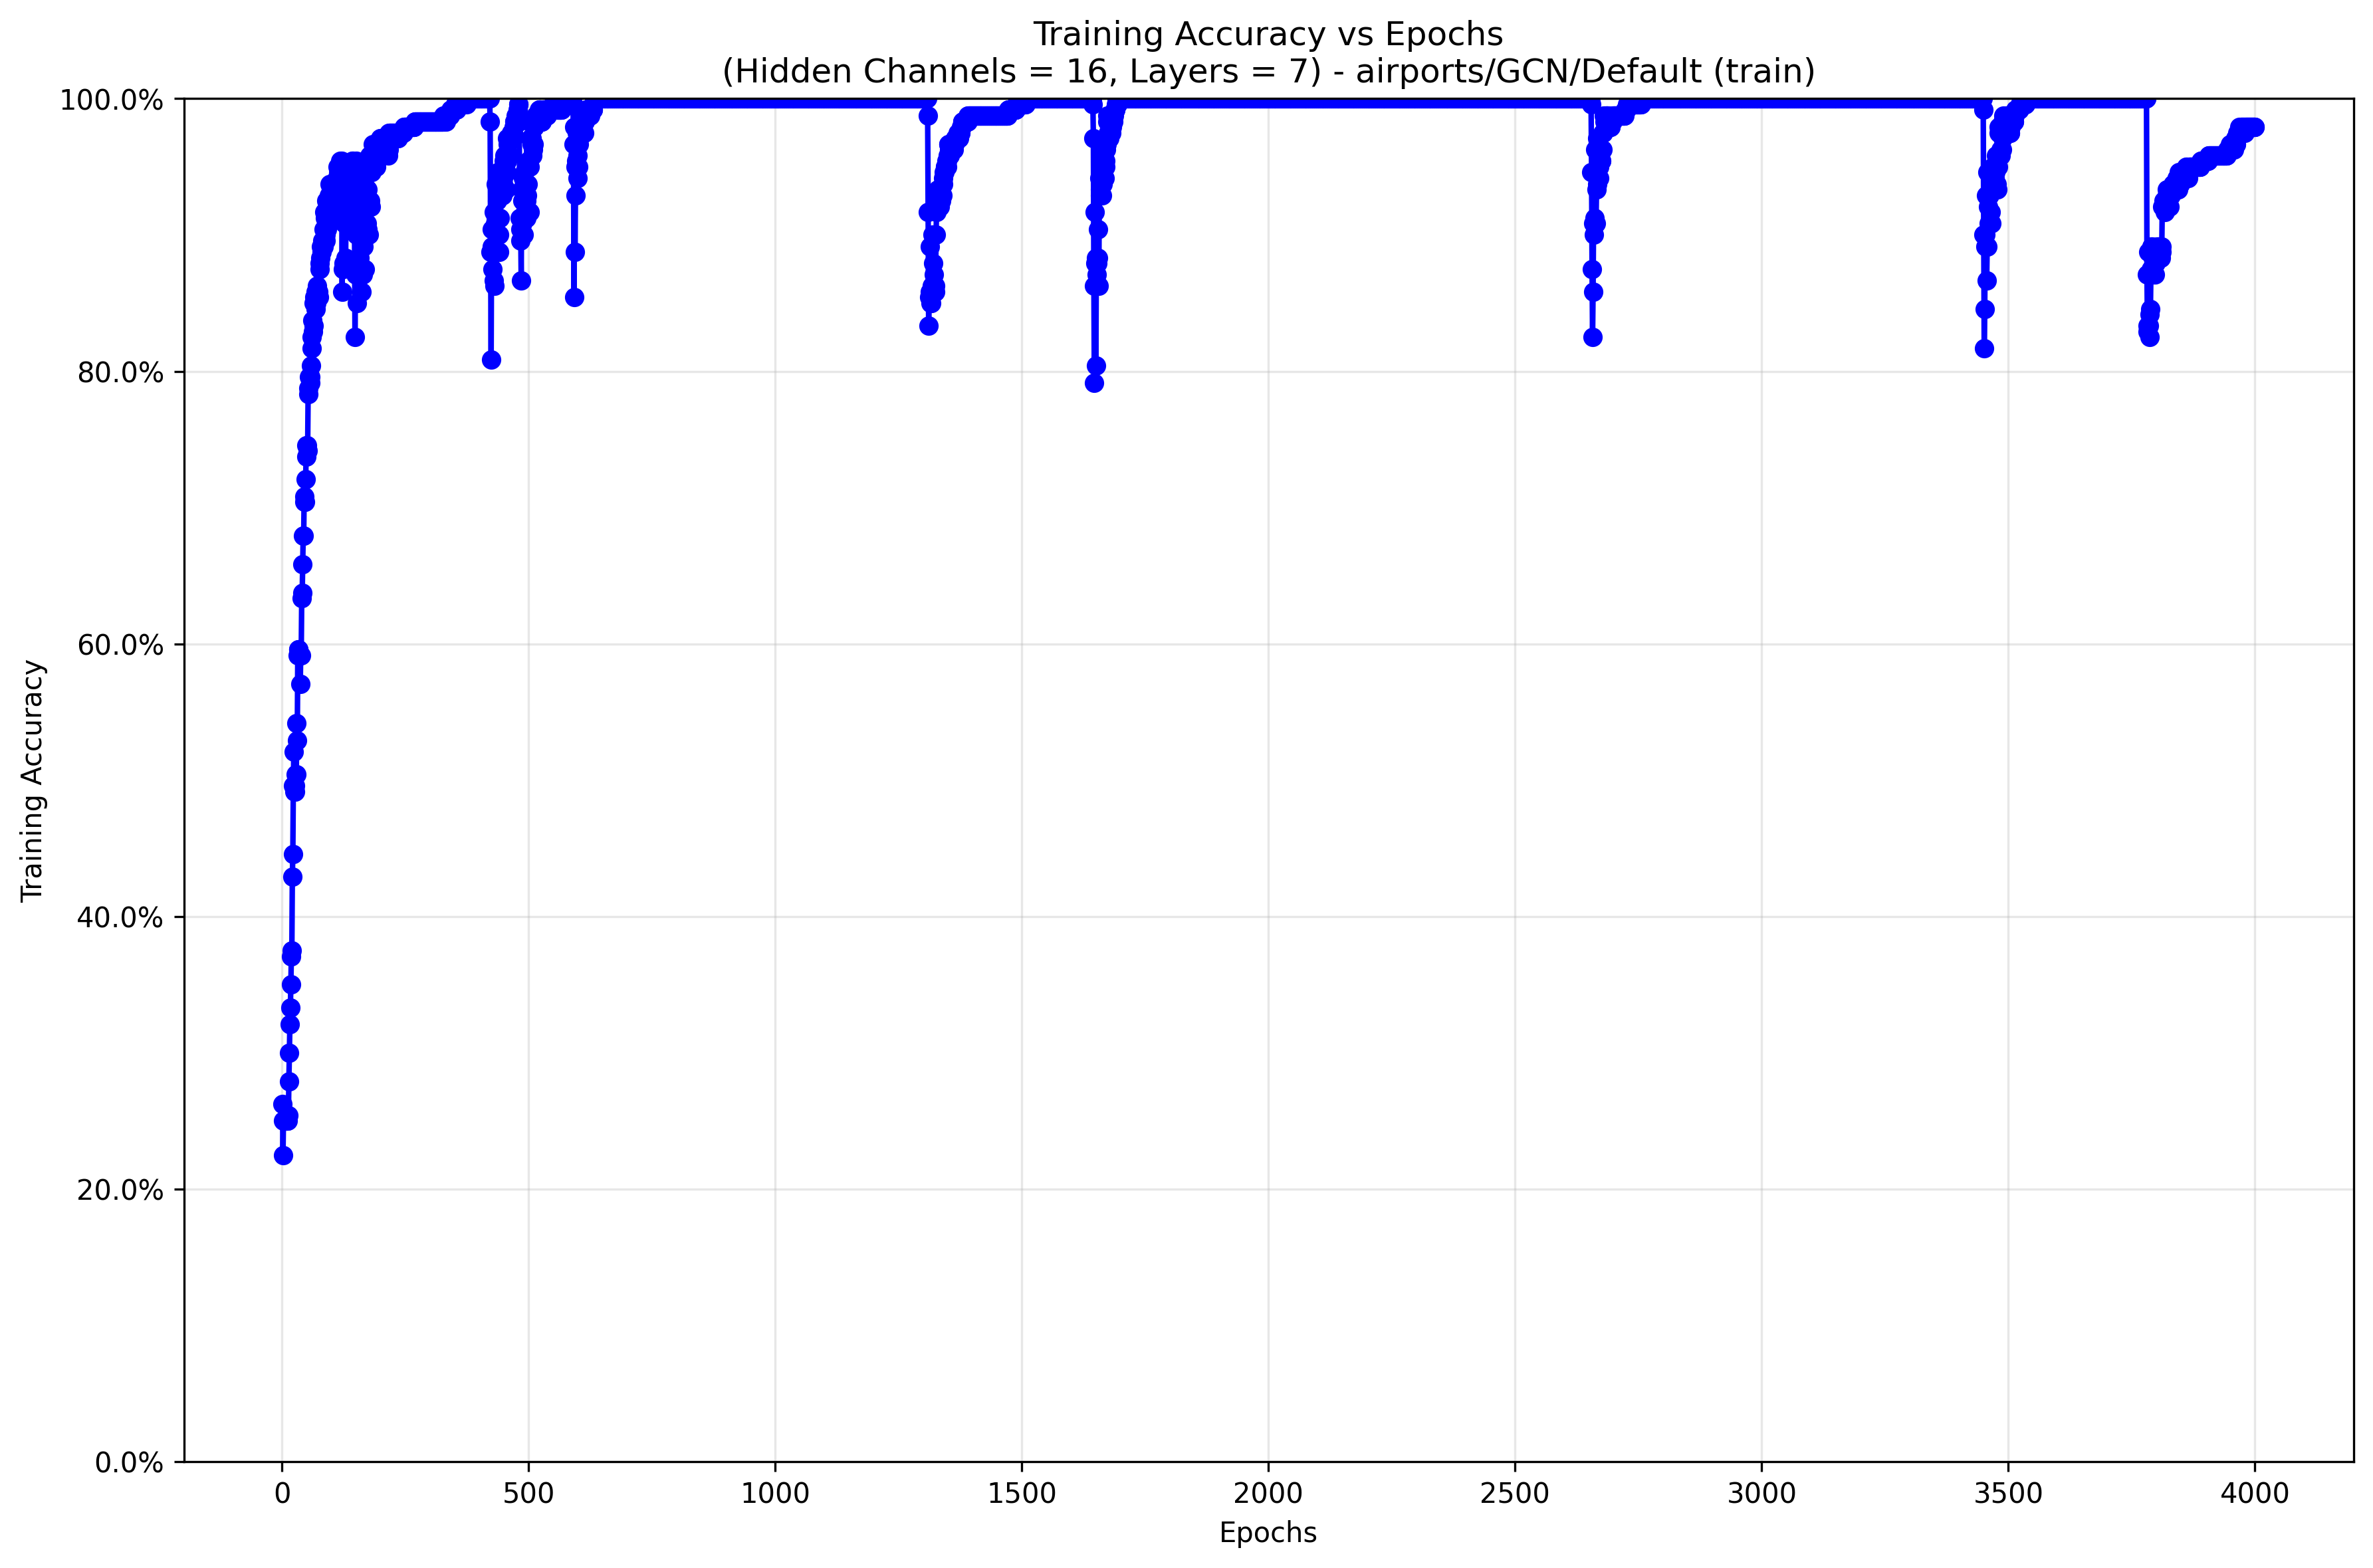 Training Accuracy vs Epochs
(Hidden Channels = 16, Layers = 7) - airports/GCN/Default (train)
100.0%
80.0%
60.0%
40.0%
20.0%
0.0%
Training Accuracy
0 500 1000 1500 2000 2500 3000 3500 4000
Epochs